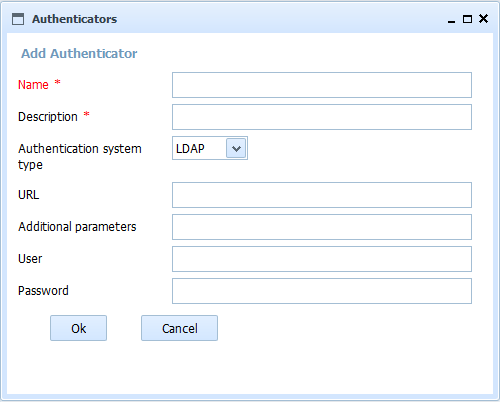 Authenticators
Add Authenticator
Name *
Description *
Authentication system
type
LDAP
URL
Additional parameters
User
Password
Ok Cancel